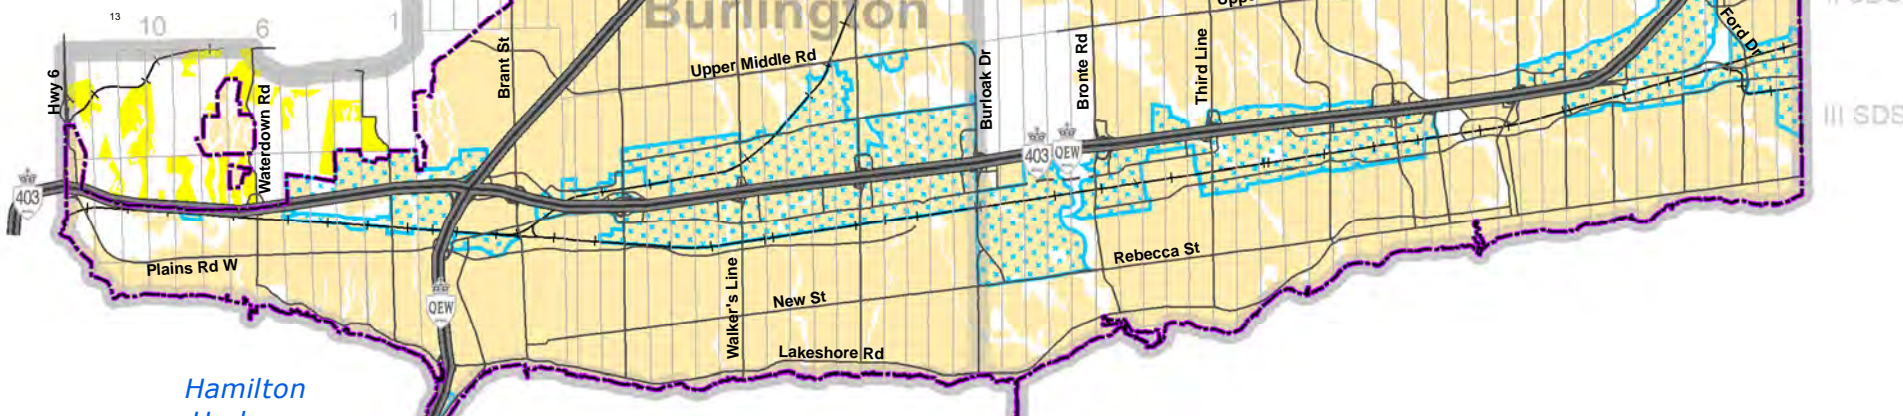 Burlington
13
10
6
1
Hwy 6
Waterdown Rd
Brant St
Upper Middle Rd
Burloak Dr
Bronte Rd
Third Line
Ford Dr
III SDS
403
403
QEW
QEW
Plains Rd W
Walker's Line
New St
Rebecca St
Lakeshore Rd
Hamilton